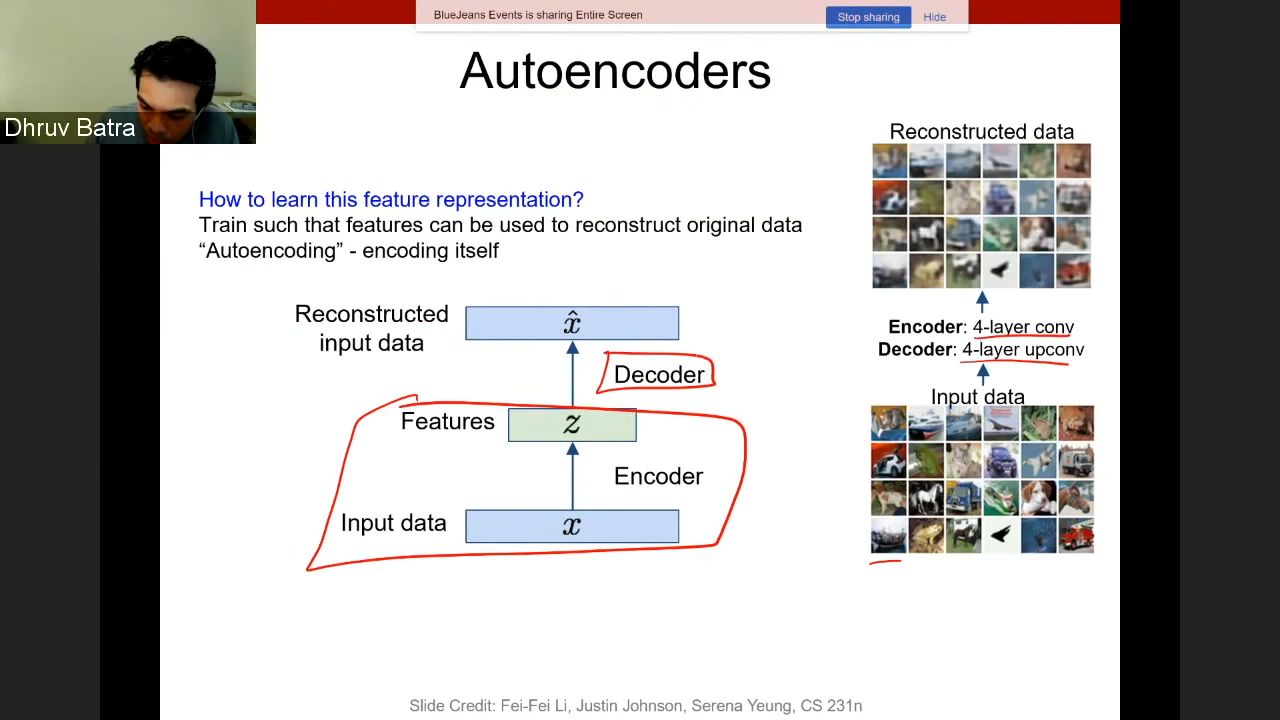 BlueJeans Events is sharing Entire Screen
Stop sharing
Hide
Dhruv Batra
Autoencoders
How to learn this feature representation?
Train such that features can be used to reconstruct original data
“Autoencoding” - encoding itself
Reconstructed
input data
x̂
Decoder
Features
z
Encoder
Input data
x
Reconstructed data
Encoder: 4-layer conv
Decoder: 4-layer upconv
Input data
Slide Credit: Fei-Fei Li, Justin Johnson, Serena Yeung, CS 231n